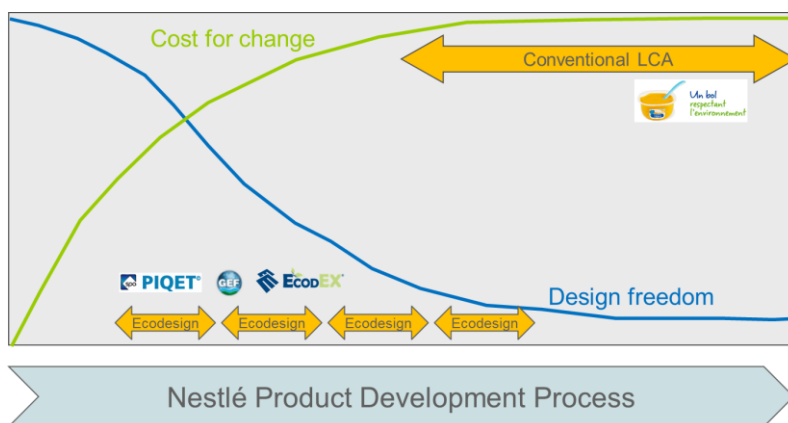 Cost for change
Conventional LCA
Un bol
respectant
l'environnement
spa PIQET®
GEF
ECODEX
Design freedom
Ecodesign
Ecodesign
Ecodesign
Ecodesign
Nestlé Product Development Process